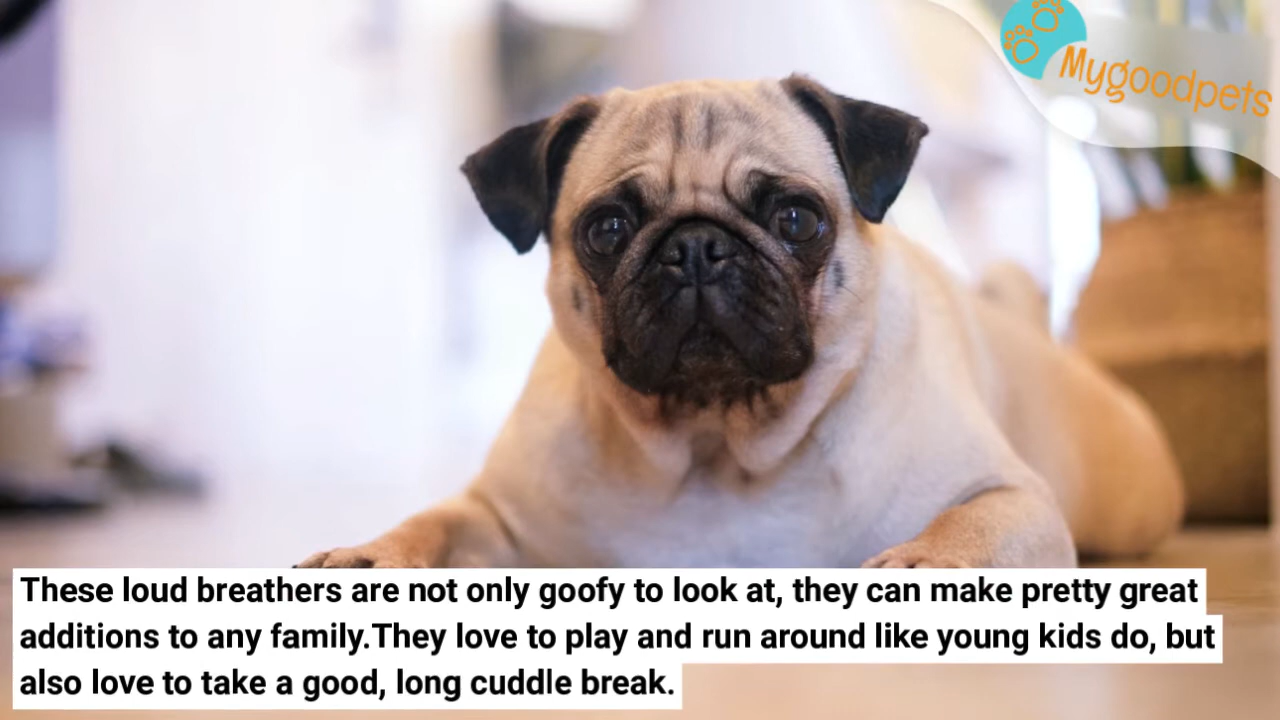 Mygoodpets
These loud breathers are not only goofy to look at, they can make pretty great
additions to any family.They love to play and run around like young kids do, but
also love to take a good, long cuddle break.